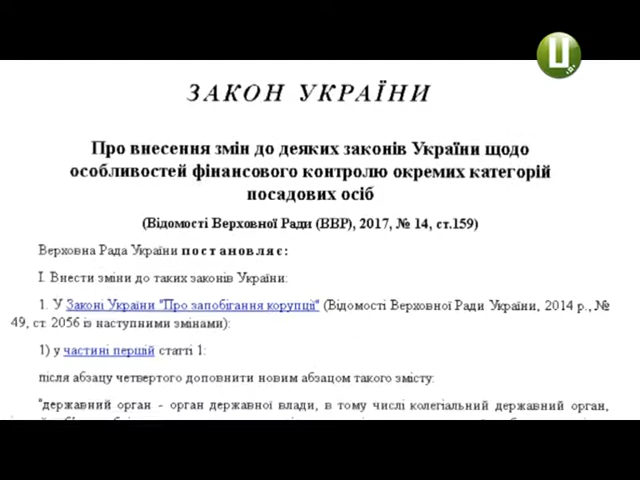 Ц
ЗАКОН УКРАЇНИ
Про внесення змін до деяких законів України щодо
особливостей фінансового контролю окремих категорій
посадових осіб
(Відомості Верховної Ради (ВВР), 2017, № 14, ст.159)
Верховна Рада України постановляє:
I. Внести зміни до таких законів України:
1. У Законі України "Про запобігання корупції" (Відомості Верховної Ради України, 2014 р., №
49, ст. 2056 із наступними змінами):
1) у частині першій статті 1:
після абзацу четвертого доповнити новим абзацом такого змісту:
"державний орган - орган державної влади, в тому числі колегіальний державний орган,